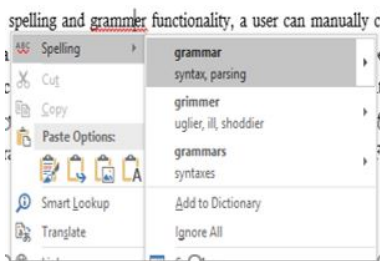 spelling and grammer functionality, a user can manually
ABC Spelling
grammar
syntax, parsing
Cut
Copy
grimmer
uglier, ill, shoddier
Paste Options:
grammars
syntaxes
Smart Lookup
Add to Dictionary
Translate
Ignore All